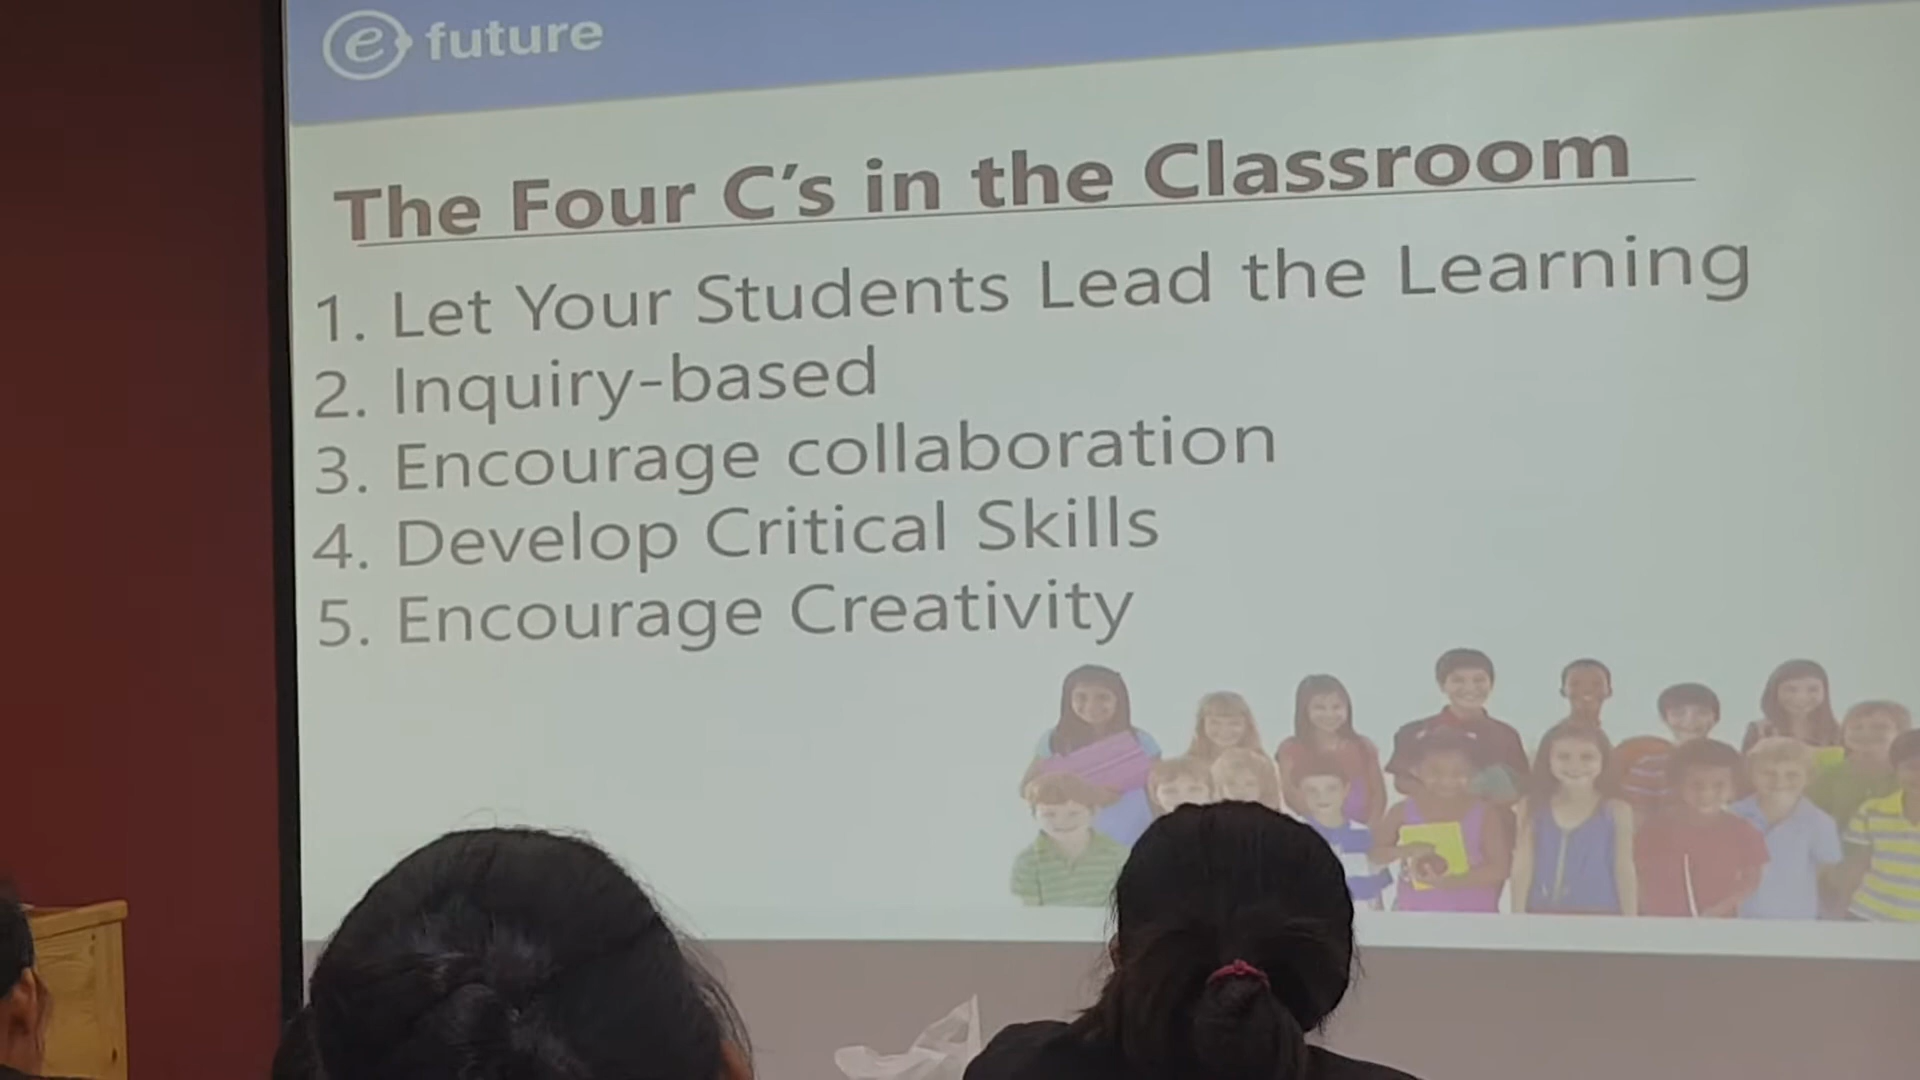 e future
The Four C's in the Classroom
1. Let Your Students Lead the Learning
2. Inquiry-based
3. Encourage collaboration
4. Develop Critical Skills
5. Encourage Creativity